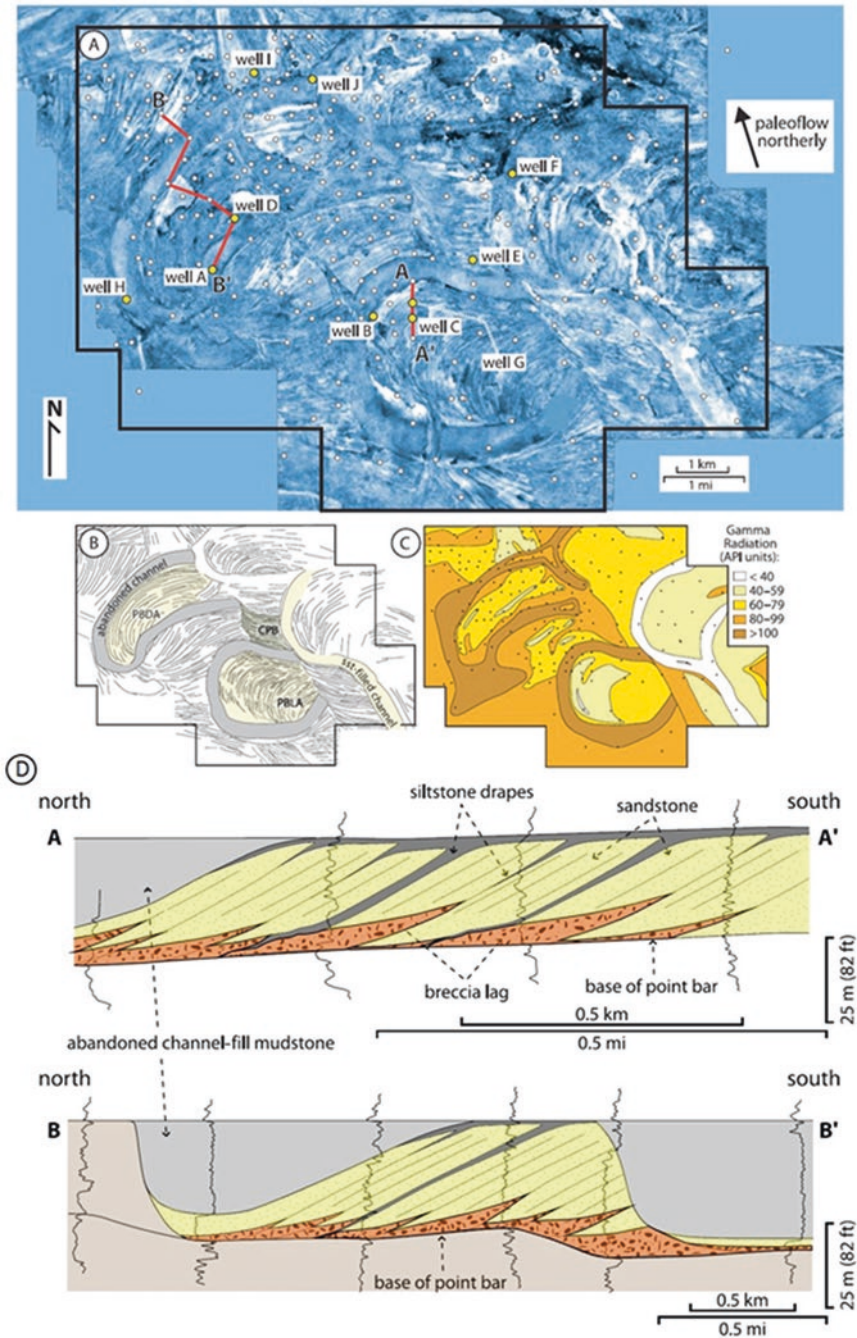 A
well I
well J
B
paleoflow
northerly
well F
well D
well E
well A
B'
A
well H
well B
well C
A'
well G
N
1 km
1 mi
B
abandoned channel
PBDA
CPB
PBLA
sst-filled channel
C
Gamma
Radiation
(API units):
< 40
40–59
60–79
80–99
>100
D
north
siltstone drapes
sandstone
south
A
A'
breccia lag
base of point bar
25 m (82 ft)
0.5 km
0.5 mi
abandoned channel-fill mudstone
north
south
B
B'
base of point bar
25 m (82 ft)
0.5 km
0.5 mi